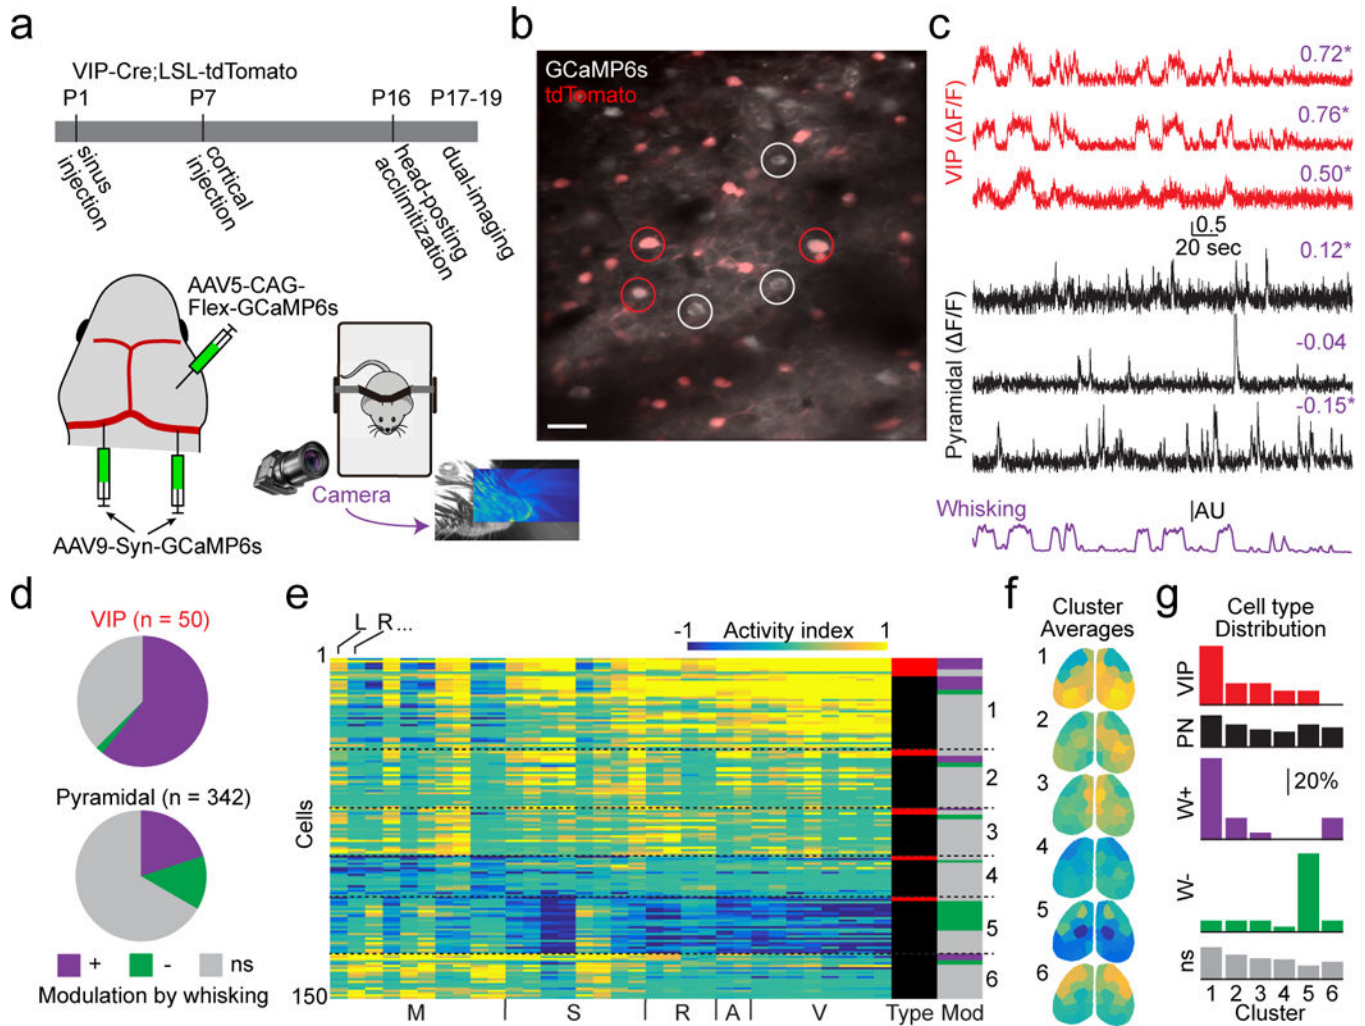 a
VIP-Cre;LSL-tdTomato
P1
P7
P16
P17-19
sinus
injection
cortical
injection
head-posting
acclimitization
dual-imaging
AAV5-CAG-
Flex-GCaMP6s
Camera
AAV9-Syn-GCaMP6s
b
GCaMP6s
tdTomato
c
VIP (ΔF/F)
0.72*
0.76*
0.50*
0.5
20 sec
Pyramidal (ΔF/F)
0.12*
-0.04
-0.15*
Whisking
AU
d
VIP (n = 50)
Pyramidal (n = 342)
+
-
ns
Modulation by whisking
e
L R...
-1 Activity index 1
Cells
1
150
1
2
3
4
5
6
M S R A V Type Mod
f
Cluster
Averages
1
2
3
4
5
6
g
Cell type
Distribution
VIP
PN
W+
20%
W-
ns
1 2 3 4 5 6
Cluster